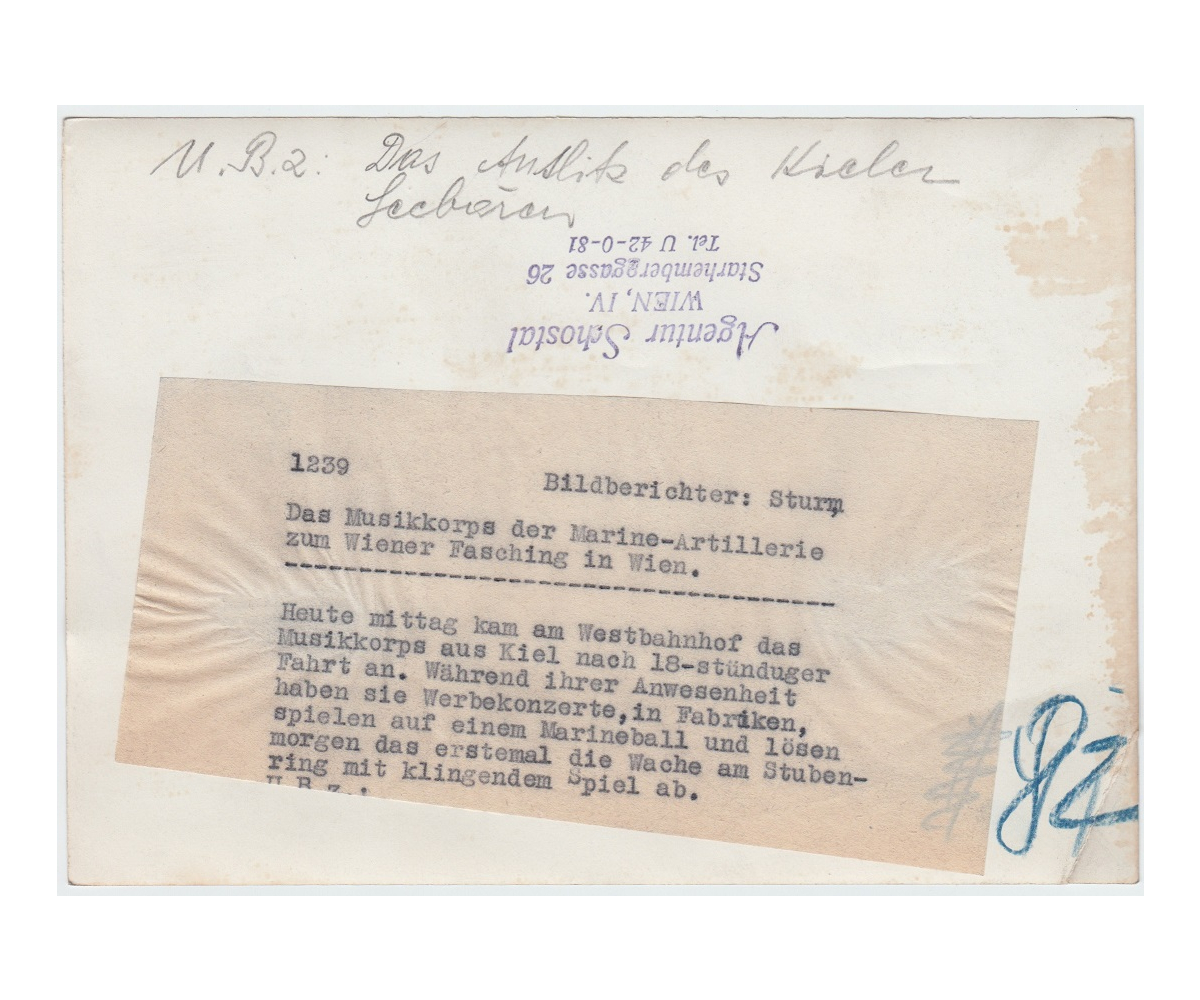 U.B.z: Das Antlitz des Kieler
Seebären
Tel. U 42-0-81
Starhemberggasse 26
WIEN, IV.
Agentur Schostal
1239
Bildberichter: Sturm
Das Musikkorps der Marine-Artillerie
zum Wiener Fasching in Wien.
Heute mittag kam am Westbahnhof das
Musikkorps aus Kiel nach 18-stünduger
Fahrt an. Während ihrer Anwesenheit
haben sie Werbekonzerte,in Fabriken,
spielen auf einem Marineball und lösen
morgen das erstemal die Wache am Stuben-
ring mit klingendem Spiel ab.
U.B.z.: